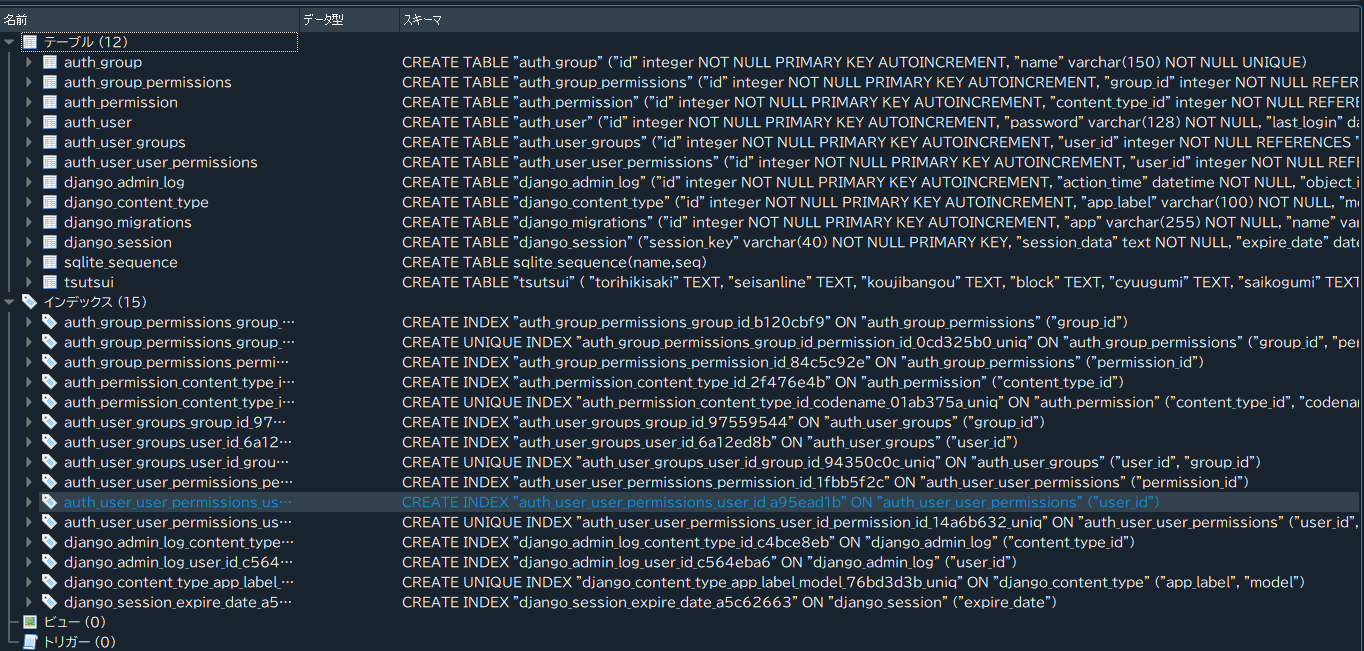 名前 データ型 スキーマ
テーブル (12)
auth_group CREATE TABLE "auth_group" ("id" integer NOT NULL PRIMARY KEY AUTOINCREMENT, "name" varchar(150) NOT NULL UNIQUE)
auth_group_permissions CREATE TABLE "auth_group_permissions" ("id" integer NOT NULL PRIMARY KEY AUTOINCREMENT, "group_id" integer NOT NULL REFER
auth_permission CREATE TABLE "auth_permission" ("id" integer NOT NULL PRIMARY KEY AUTOINCREMENT, "content_type_id" integer NOT NULL REFERE
auth_user CREATE TABLE "auth_user" ("id" integer NOT NULL PRIMARY KEY AUTOINCREMENT, "password" varchar(128) NOT NULL, "last_login" da
auth_user_groups CREATE TABLE "auth_user_groups" ("id" integer NOT NULL PRIMARY KEY AUTOINCREMENT, "user_id" integer NOT NULL REFERENCES "
auth_user_user_permissions CREATE TABLE "auth_user_user_permissions" ("id" integer NOT NULL PRIMARY KEY AUTOINCREMENT, "user_id" integer NOT NULL REFE
django_admin_log CREATE TABLE "django_admin_log" ("id" integer NOT NULL PRIMARY KEY AUTOINCREMENT, "action_time" datetime NOT NULL, "object_i
django_content_type CREATE TABLE "django_content_type" ("id" integer NOT NULL PRIMARY KEY AUTOINCREMENT, "app_label" varchar(100) NOT NULL, "mo
django_migrations CREATE TABLE "django_migrations" ("id" integer NOT NULL PRIMARY KEY AUTOINCREMENT, "app" varchar(255) NOT NULL, "name" var
django_session CREATE TABLE "django_session" ("session_key" varchar(40) NOT NULL PRIMARY KEY, "session_data" text NOT NULL, "expire_date" date
sqlite_sequence CREATE TABLE sqlite_sequence(name,seq)
tsutsui CREATE TABLE "tsutsui" ( "torihikisaki" TEXT, "seisanline" TEXT, "koujibangou" TEXT, "block" TEXT, "cyuugumi" TEXT, "saikogumi" TEXT
インデックス (15)
auth_group_permissions_group_… CREATE INDEX "auth_group_permissions_group_id_b120cbf9" ON "auth_group_permissions" ("group_id")
auth_group_permissions_group_… CREATE UNIQUE INDEX "auth_group_permissions_group_id_permission_id_0cd325b0_uniq" ON "auth_group_permissions" ("group_id", "per
auth_group_permissions_permi… CREATE INDEX "auth_group_permissions_permission_id_84c5c92e" ON "auth_group_permissions" ("permission_id")
auth_permission_content_type_i… CREATE INDEX "auth_permission_content_type_id_2f476e4b" ON "auth_permission" ("content_type_id")
auth_permission_content_type_i… CREATE UNIQUE INDEX "auth_permission_content_type_id_codename_01ab375a_uniq" ON "auth_permission" ("content_type_id", "codenan
auth_user_groups_group_id_97… CREATE INDEX "auth_user_groups_group_id_97559544" ON "auth_user_groups" ("group_id")
auth_user_groups_user_id_6a12… CREATE INDEX "auth_user_groups_user_id_6a12ed8b" ON "auth_user_groups" ("user_id")
auth_user_groups_user_id_grou… CREATE UNIQUE INDEX "auth_user_groups_user_id_group_id_94350c0c_uniq" ON "auth_user_groups" ("user_id", "group_id")
auth_user_user_permissions_pe… CREATE INDEX "auth_user_user_permissions_permission_id_1fbb5f2c" ON "auth_user_user_permissions" ("permission_id")
auth_user_user_permissions_us… CREATE INDEX "auth_user_user_permissions_user_id_a95ead1b" ON "auth_user_user_permissions" ("user_id")
auth_user_user_permissions_us… CREATE UNIQUE INDEX "auth_user_user_permissions_user_id_permission_id_14a6b632_uniq" ON "auth_user_user_permissions" ("user_id",
django_admin_log_content_type… CREATE INDEX "django_admin_log_content_type_id_c4bce8eb" ON "django_admin_log" ("content_type_id")
django_admin_log_user_id_c564… CREATE INDEX "django_admin_log_user_id_c564eba6" ON "django_admin_log" ("user_id")
django_content_type_app_label_… CREATE UNIQUE INDEX "django_content_type_app_label_model_76bd3d3b_uniq" ON "django_content_type" ("app_label", "model")
django_session_expire_date_a5… CREATE INDEX "django_session_expire_date_a5c62663" ON "django_session" ("expire_date")
ビュー (0)
トリガー (0)